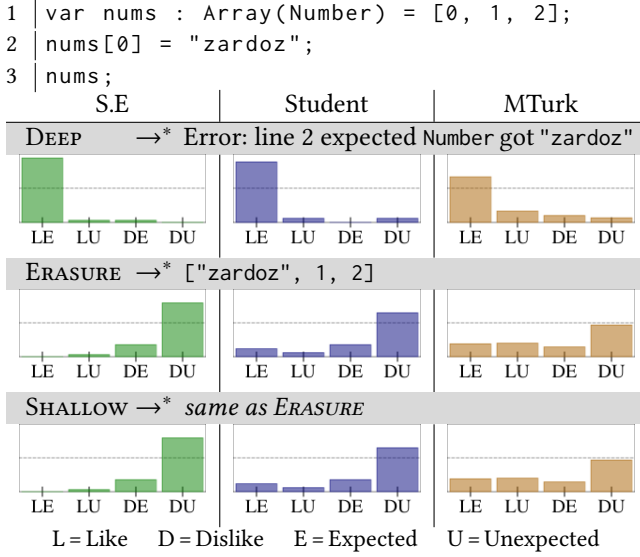 1 var nums : Array(Number) = [0, 1, 2];
2 nums[0] = "zardoz";
3 nums;
S.E Student MTurk
DEEP →* Error: line 2 expected Number got "zardoz"
LE LU DE DU LE LU DE DU LE LU DE DU
ERASURE →* ["zardoz", 1, 2]
LE LU DE DU LE LU DE DU LE LU DE DU
SHALLOW →* same as ERASURE
LE LU DE DU LE LU DE DU LE LU DE DU
L = Like D = Dislike E = Expected U = Unexpected